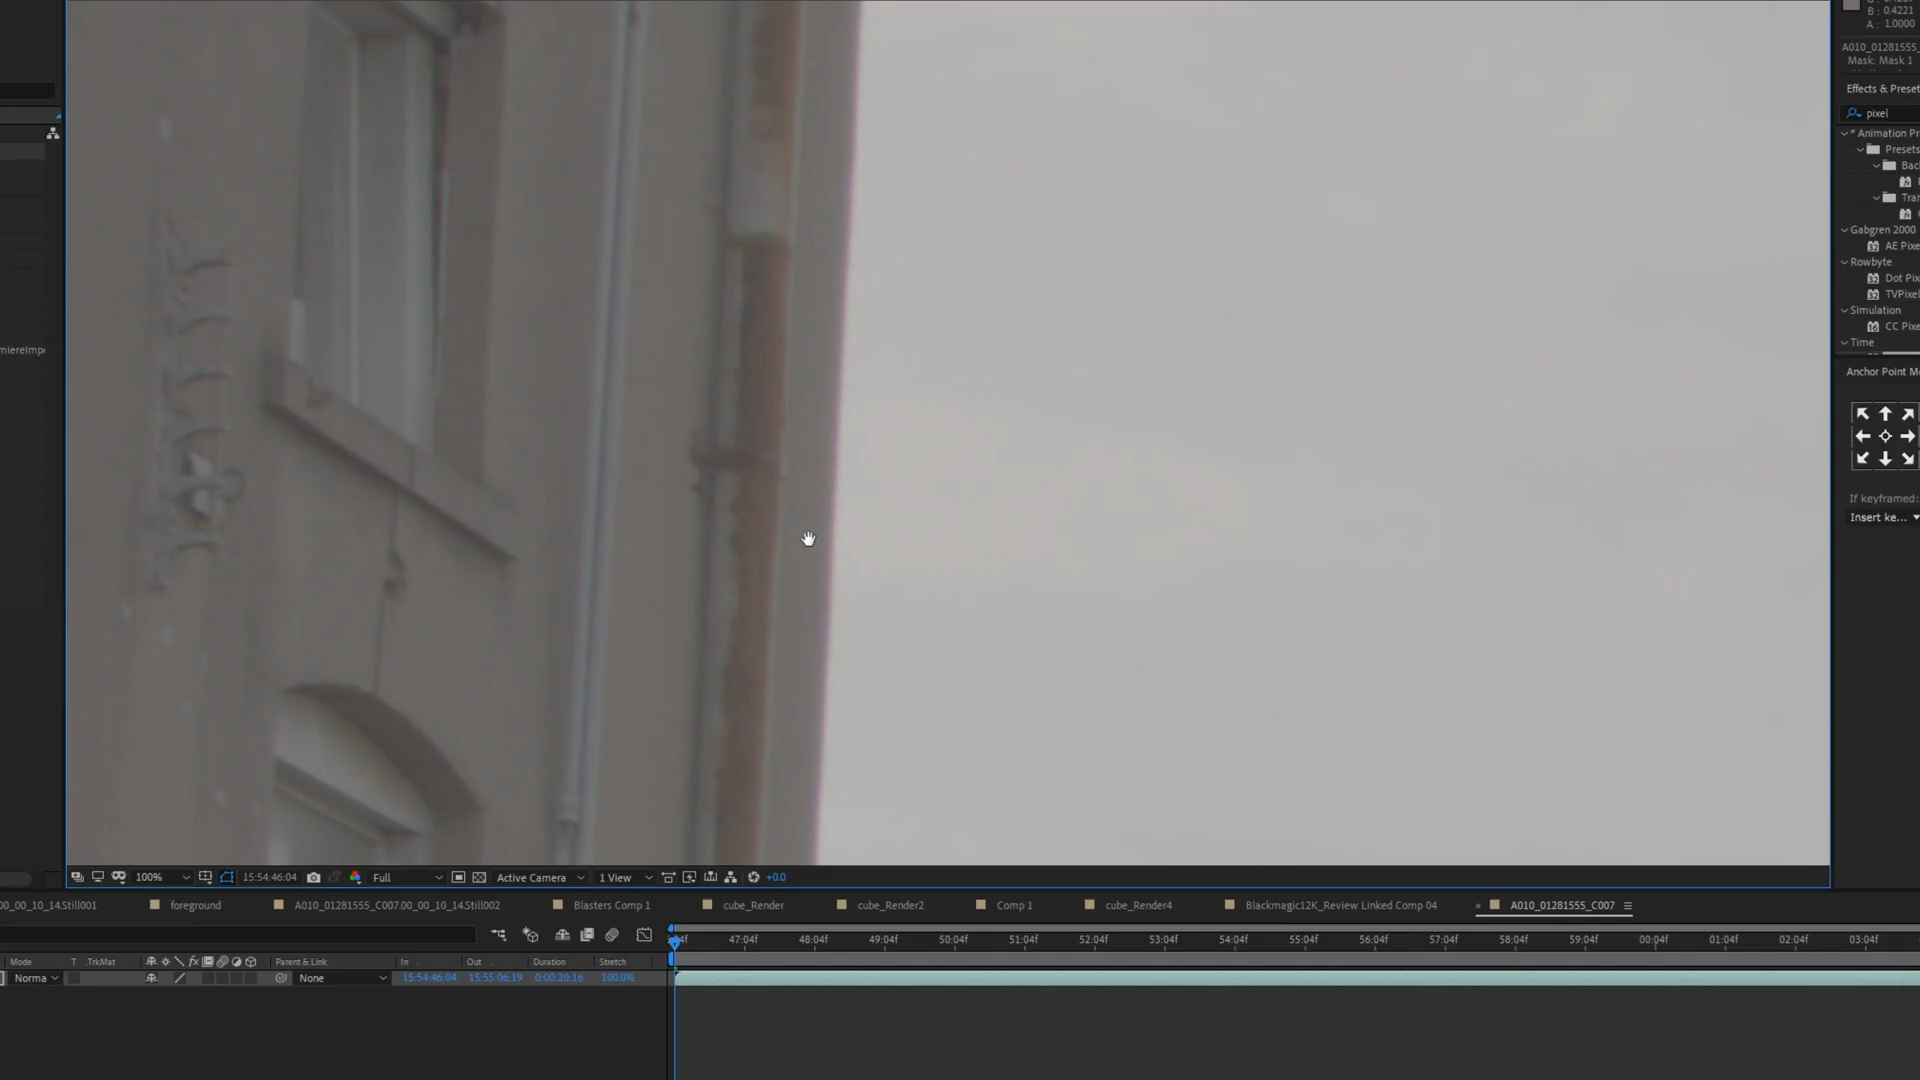 B : 0.4221
A : 1.0000
A010_01281555_
Mask: Mask 1
Effects & Preset
pixel
* Animation Pr
Presets
Bac
Tran
Gabgren 2000
AE Pixe
Rowbyte
Dot Pix
TVPixel
Simulation
CC Pixe
Time
miereImpo
Anchor Point M
If keyframed:
Insert ke...
100% 15:54:46:04 Full Active Camera 1 View +0.0
00_00_10_14.Still001 foreground A010_01281555_C007.00_00_10_14.Still002 Blasters Comp 1 cube_Render cube_Render2 Comp 1 cube_Render4 Blackmagic12K_Review Linked Comp 04 × A010_01281555_C007
47:04f 48:04f 49:04f 50:04f 51:04f 52:04f 53:04f 54:04f 55:04f 56:04f 57:04f 58:04f 59:04f 00:04f 01:04f 02:04f 03:04f
Mode T .TrkMat fx Parent & Link In Out Duration Stretch
Norma None 15:54:46:04 15:55:06:19 0:00:20:16 100.0%